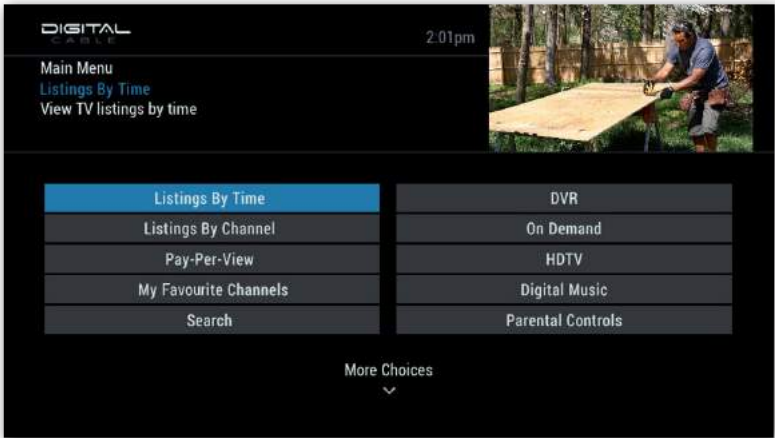 DIGITAL
CABLE
2:01pm
Main Menu
Listings By Time
View TV listings by time
Listings By Time
DVR
Listings By Channel
On Demand
Pay-Per-View
HDTV
My Favourite Channels
Digital Music
Search
Parental Controls
More Choices